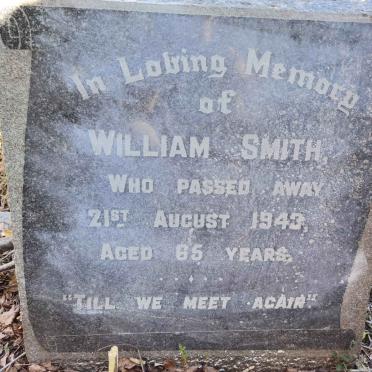 In Loving Memory
of
WILLIAM SMITH,
WHO PASSED AWAY
21ST AUGUST 1943,
AGED 65 YEARS.
"TILL WE MEET AGAIN"